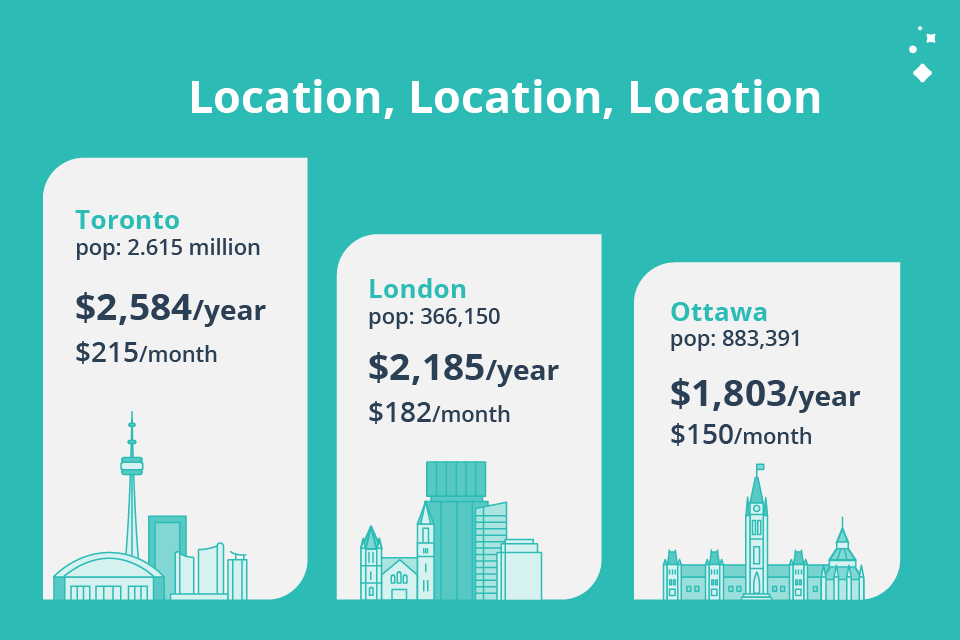 Location, Location, Location
Toronto
pop: 2.615 million
$2,584/year
$215/month
London
pop: 366,150
$2,185/year
$182/month
Ottawa
pop: 883,391
$1,803/year
$150/month